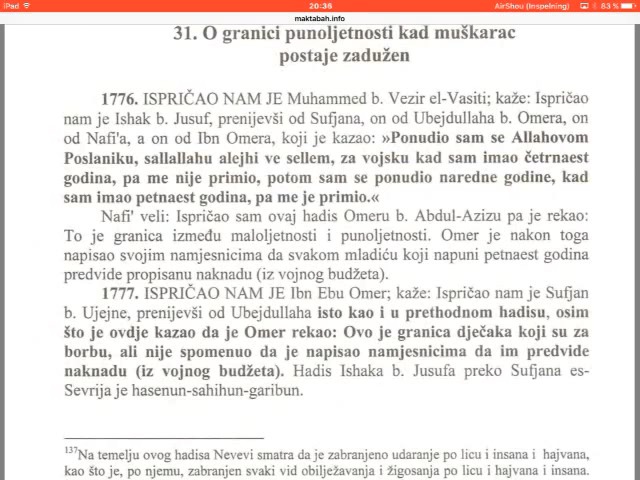 iPad
20:36
AirShou (Inspelning)
83 %
maktabah.info
31. O granici punoljetnosti kad muškarac
postaje zadužen
1776. ISPRIČAO NAM JE Muhammed b. Vezir el-Vasiti; kaže: Ispričao
nam je Ishak b. Jusuf, prenijevši od Sufjana, on od Ubejdullaha b. Omera, on
od Nafi'a, a on od Ibn Omera, koji je kazao: »Ponudio sam se Allahovom
Poslaniku, sallallahu alejhi ve sellem, za vojsku kad sam imao četrnaest
godina, pa me nije primio, potom sam se ponudio naredne godine, kad
sam imao petnaest godina, pa me je primio.«
Nafi' veli: Ispričao sam ovaj hadis Omeru b. Abdul-Azizu pa je rekao:
To je granica između maloljetnosti i punoljetnosti. Omer je nakon toga
napisao svojim namjesnicima da svakom mladiću koji napuni petnaest godina
predvide propisanu naknadu (iz vojnog budžeta).
1777. ISPRIČAO NAM JE Ibn Ebu Omer; kaže: Ispričao nam je Sufjan
b. Ujejne, prenijevši od Ubejdullaha isto kao i u prethodnom hadisu, osim
što je ovdje kazao da je Omer rekao: Ovo je granica dječaka koji su za
borbu, ali nije spomenuo da je napisao namjesnicima da im predvide
naknadu (iz vojnog budžeta). Hadis Ishaka b. Jusufa preko Sufjana es-
Sevrija je hasenun-sahihun-garibun.
137Na temelju ovog hadisa Nevevi smatra da je zabranjeno udaranje po licu i insana i hajvana,
kao što je, po njemu, zabranjen svaki vid obilježavanja i žigosanja po licu i hajvana i insana.